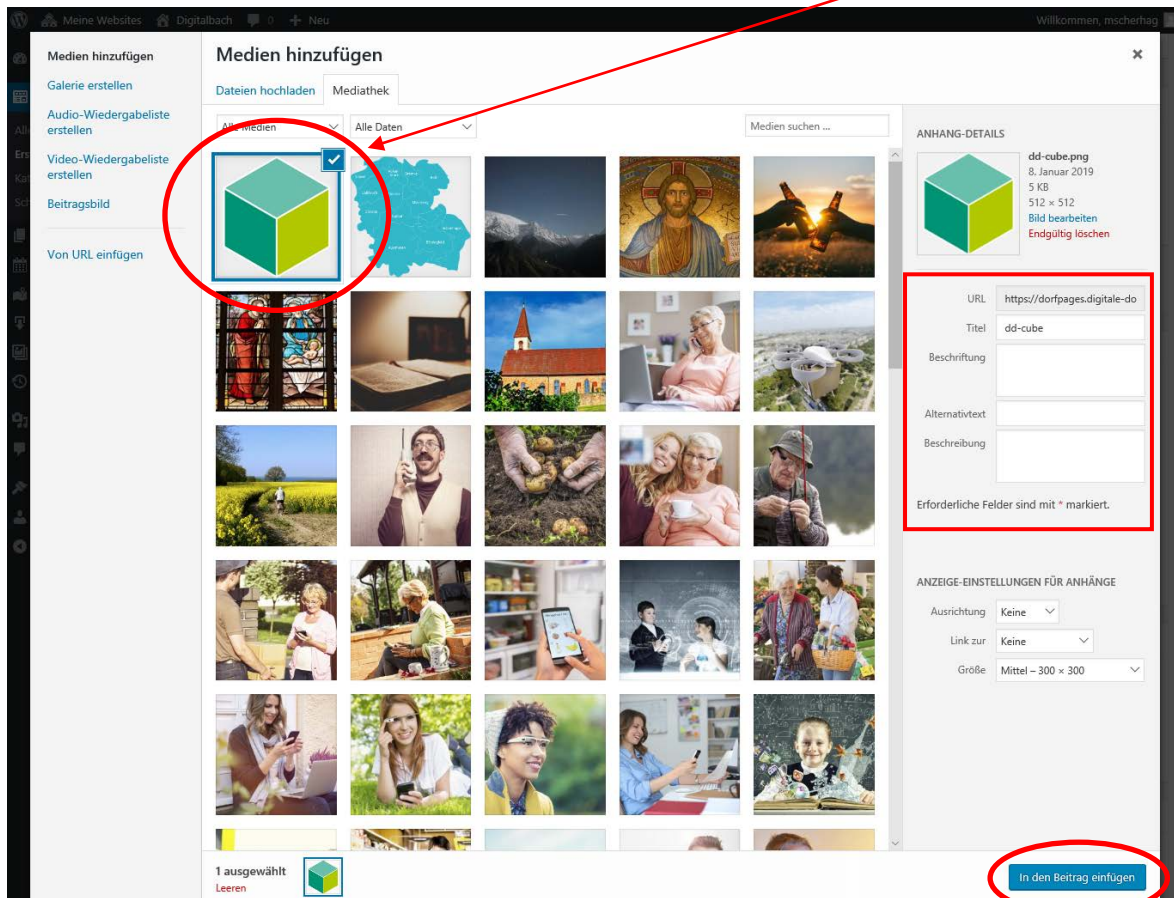 Meine Websites Digitalbach 0 + Neu Willkommen, mscherhag
Medien hinzufügen
Galerie erstellen
Audio-Wiedergabeliste
erstellen
Video-Wiedergabeliste
erstellen
Beitragsbild
Von URL einfügen
Medien hinzufügen
Dateien hochladen Mediathek
Alle Medien Alle Daten Medien suchen ...
ANHANG-DETAILS
dd-cube.png
8. Januar 2019
5 KB
512 × 512
Bild bearbeiten
Endgültig löschen
URL https://dorfpages.digitale-do
Titel dd-cube
Beschriftung
Alternativtext
Beschreibung
Erforderliche Felder sind mit * markiert.
ANZEIGE-EINSTELLUNGEN FÜR ANHÄNGE
Ausrichtung Keine
Link zur Keine
Größe Mittel – 300 × 300
1 ausgewählt
Leeren
In den Beitrag einfügen